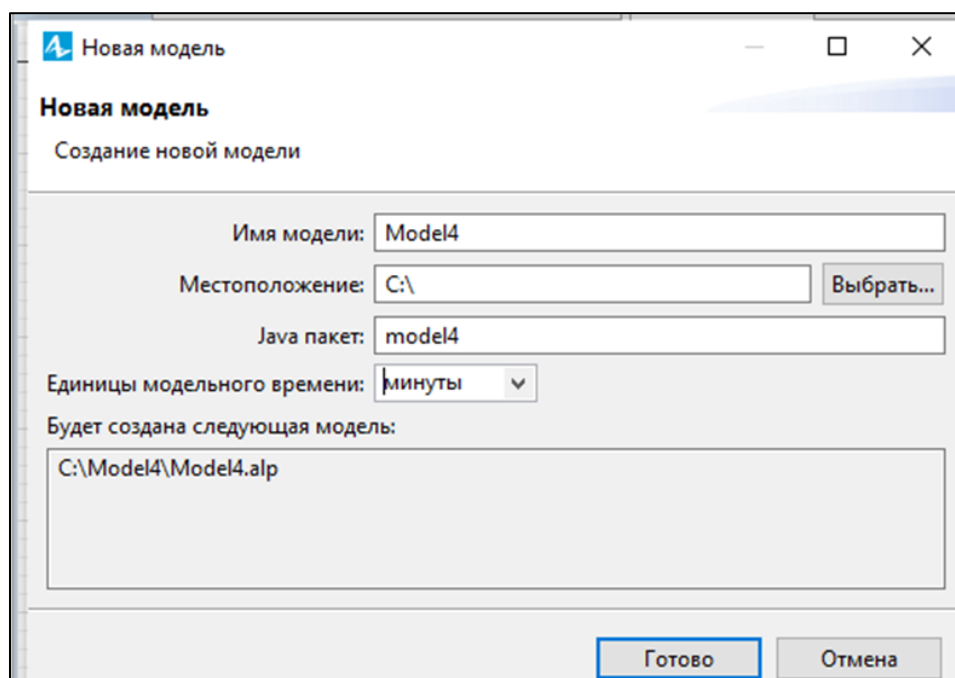 Новая модель
Новая модель
Создание новой модели
Имя модели: Model4
Местоположение: C:\ Выбрать...
Java пакет: model4
Единицы модельного времени: минуты
Будет создана следующая модель:
C:\Model4\Model4.alp
Готово Отмена